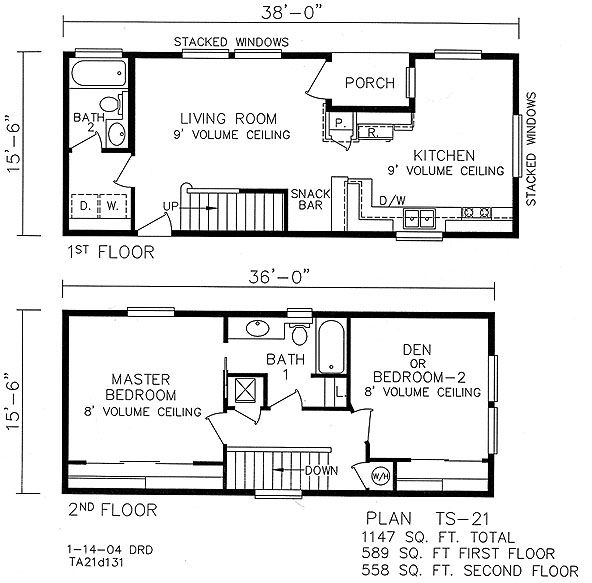 38'-0"
STACKED WINDOWS
PORCH
BATH
2
LIVING ROOM
9' VOLUME CEILING
P.
R.
KITCHEN
9' VOLUME CEILING
STACKED WINDOWS
15'-6"
D. W.
UP
SNACK
BAR
D/W
1ST FLOOR
36'-0"
BATH
1
DEN
OR
BEDROOM-2
8' VOLUME CEILING
MASTER
BEDROOM
8' VOLUME CEILING
L.
15'-6"
DOWN
W/H
2ND FLOOR
PLAN TS-21
1147 SQ. FT. TOTAL
589 SQ. FT FIRST FLOOR
558 SQ. FT. SECOND FLOOR
1-14-04 DRD
TA21d131